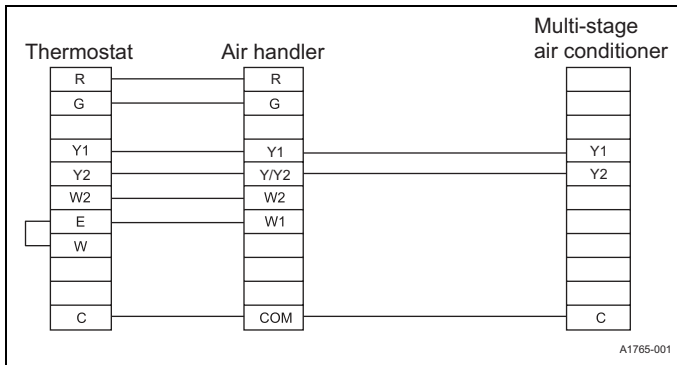 Multi-stage
air conditioner
Thermostat Air handler
R R
G G
Y1 Y1 Y1
Y2 Y/Y2 Y2
W2 W2
E W1
W
C COM C
A1765-001